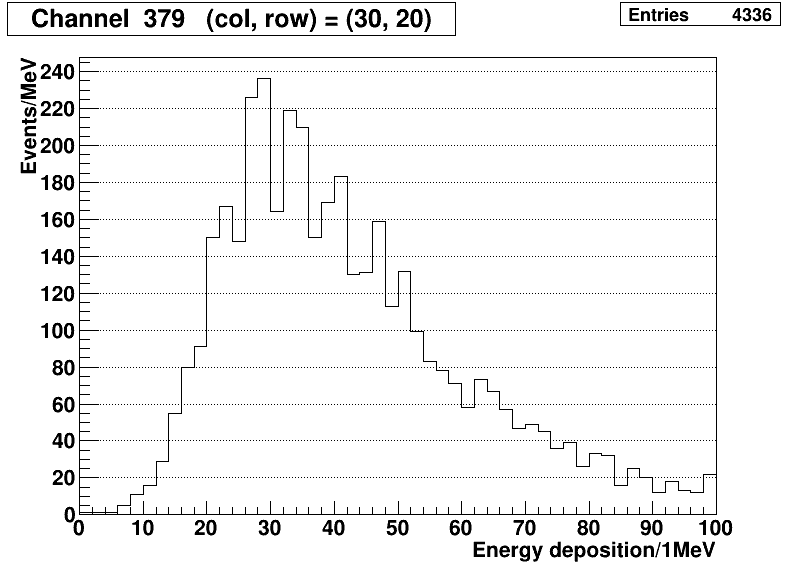 Channel 379 (col, row) = (30, 20)
Entries 4336
Events/MeV
240
220
200
180
160
140
120
100
80
60
40
20
0
0 10 20 30 40 50 60 70 80 90 100
Energy deposition/1MeV